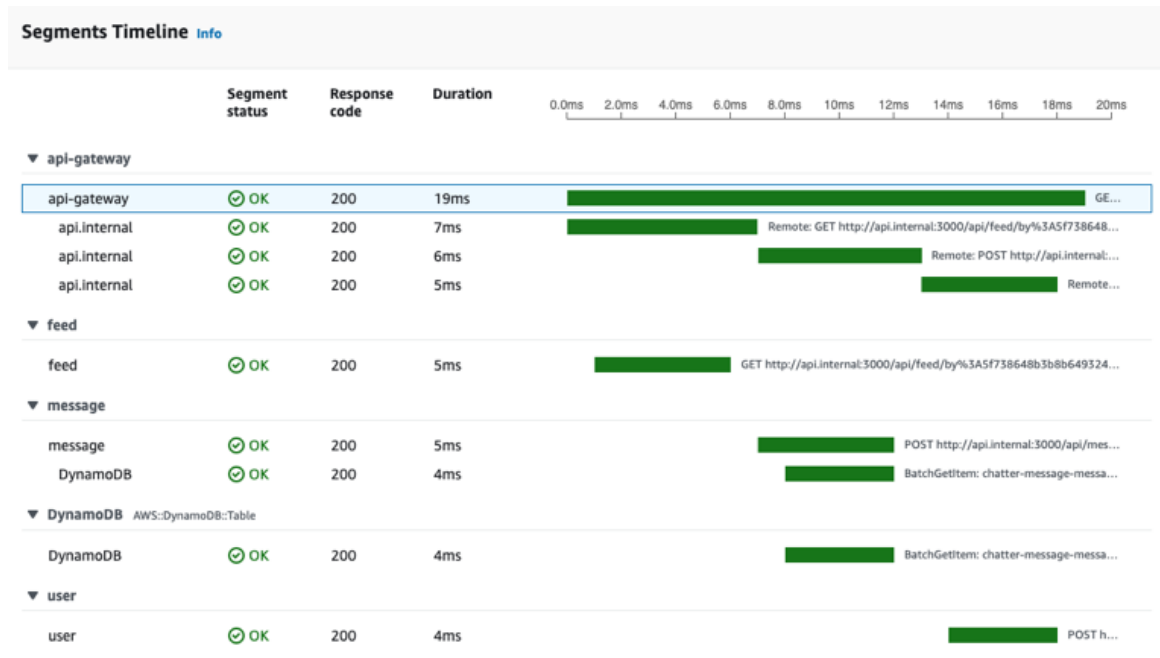 Segments Timeline Info
Segment status Response code Duration 0.0ms 2.0ms 4.0ms 6.0ms 8.0ms 10ms 12ms 14ms 16ms 18ms 20ms
▼ api-gateway
api-gateway OK 200 19ms GE...
api.internal OK 200 7ms Remote: GET http://api.internal:3000/api/feed/by%3A5f738648...
api.internal OK 200 6ms Remote: POST http://api.internal:...
api.internal OK 200 5ms Remote...
▼ feed
feed OK 200 5ms GET http://api.internal:3000/api/feed/by%3A5f738648b3b8b649324...
▼ message
message OK 200 5ms POST http://api.internal:3000/api/mes...
DynamoDB OK 200 4ms BatchGetItem: chatter-message-messa...
▼ DynamoDB AWS::DynamoDB::Table
DynamoDB OK 200 4ms BatchGetItem: chatter-message-messa...
▼ user
user OK 200 4ms POST h...